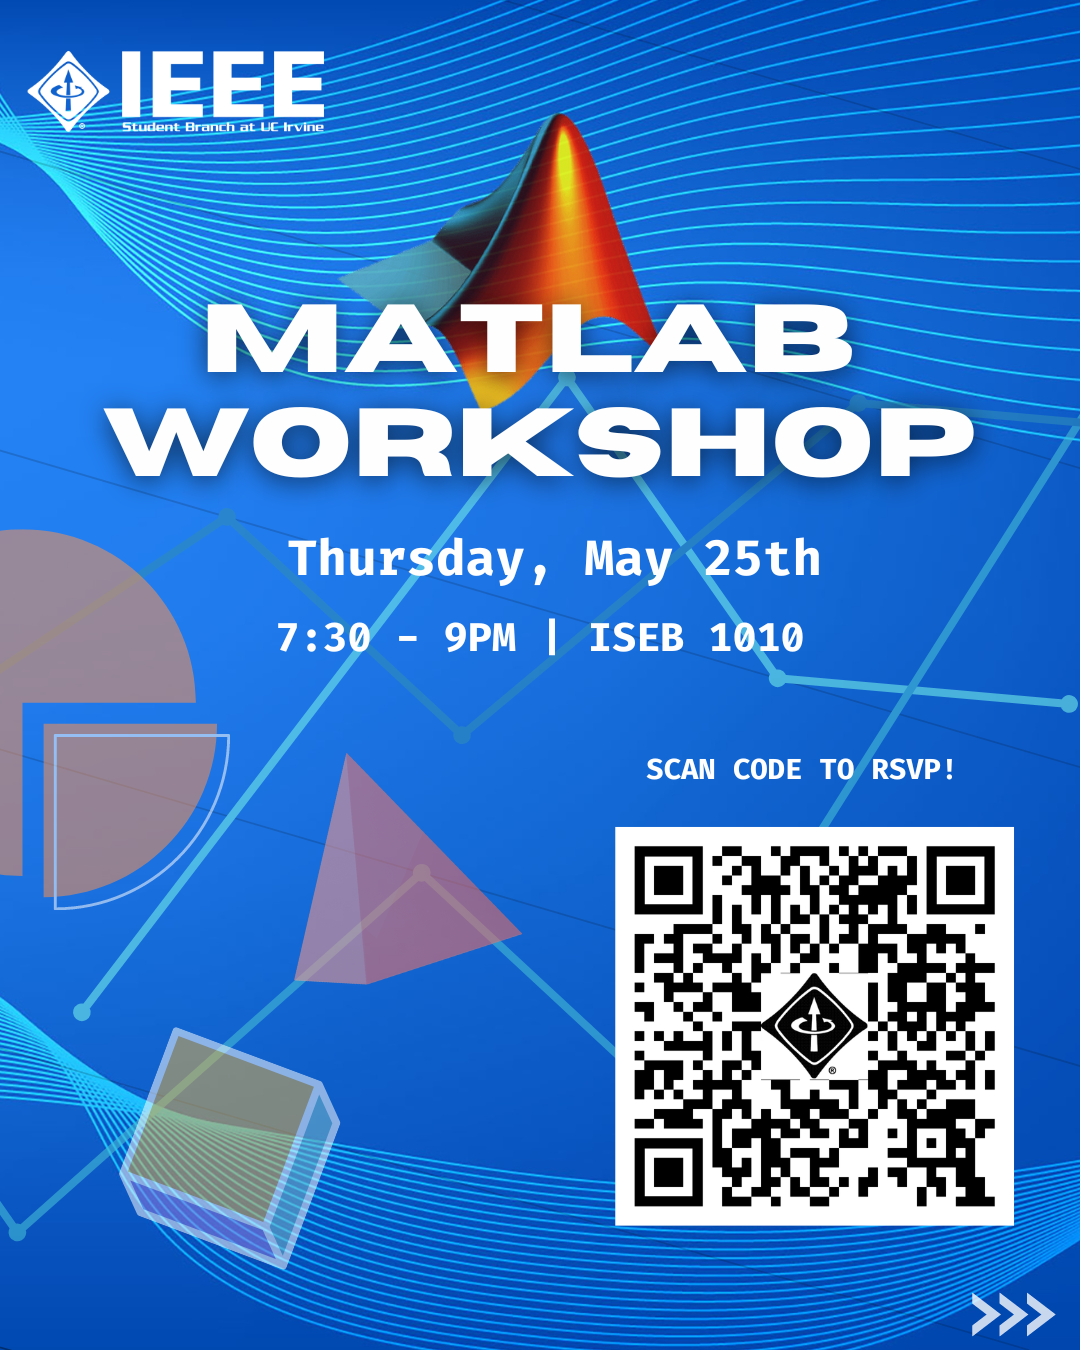 IEEE
Student Branch at UC Irvine
MATLAB
WORKSHOP
Thursday, May 25th
7:30 - 9PM | ISEB 1010
SCAN CODE TO RSVP!